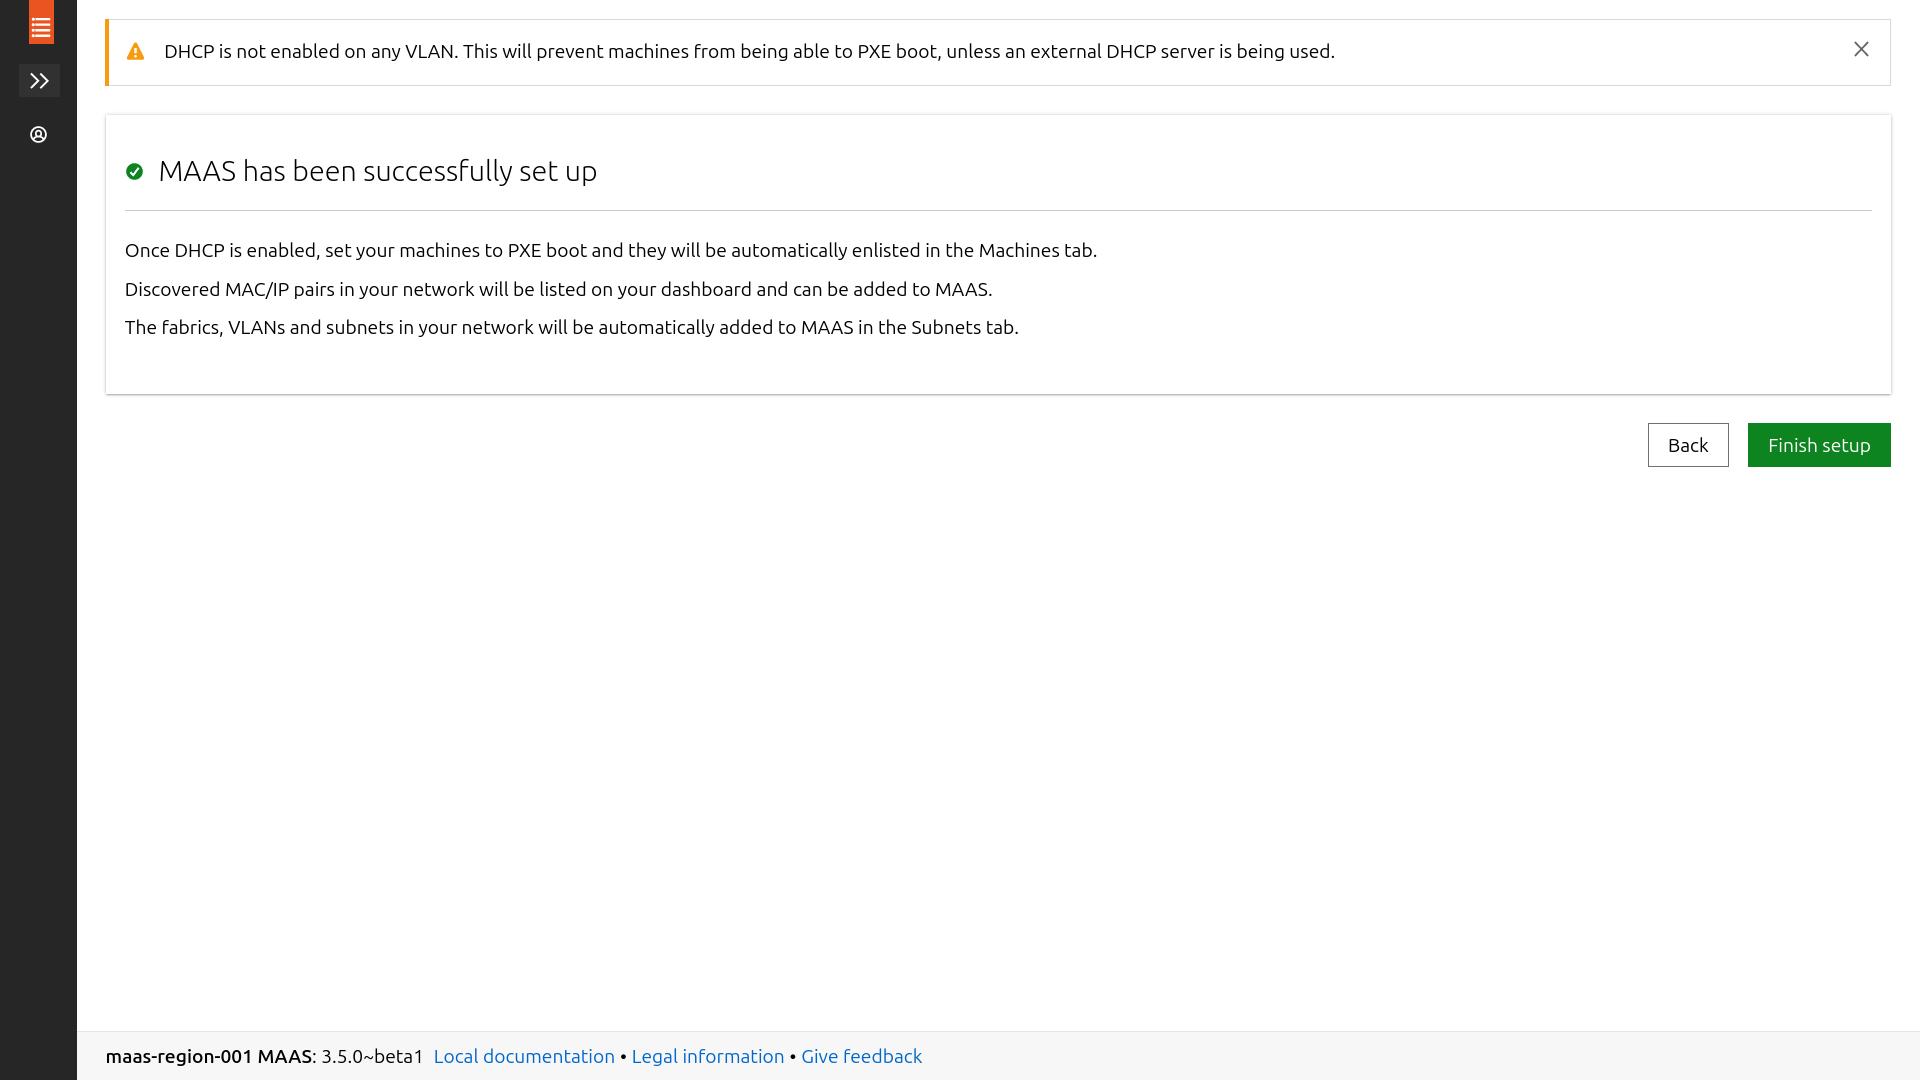 DHCP is not enabled on any VLAN. This will prevent machines from being able to PXE boot, unless an external DHCP server is being used.
MAAS has been successfully set up
Once DHCP is enabled, set your machines to PXE boot and they will be automatically enlisted in the Machines tab.
Discovered MAC/IP pairs in your network will be listed on your dashboard and can be added to MAAS.
The fabrics, VLANs and subnets in your network will be automatically added to MAAS in the Subnets tab.
Back Finish setup
maas-region-001 MAAS: 3.5.0~beta1 Local documentation • Legal information • Give feedback